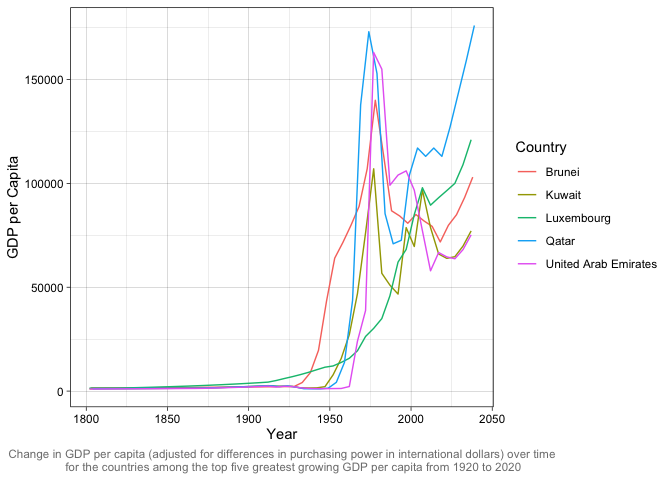 150000
100000
50000
0
GDP per Capita
1800
1850
1900
1950
2000
2050
Year
Country
Brunei
Kuwait
Luxembourg
Qatar
United Arab Emirates
Change in GDP per capita (adjusted for differences in purchasing power in international dollars) over time
for the countries among the top five greatest growing GDP per capita from 1920 to 2020